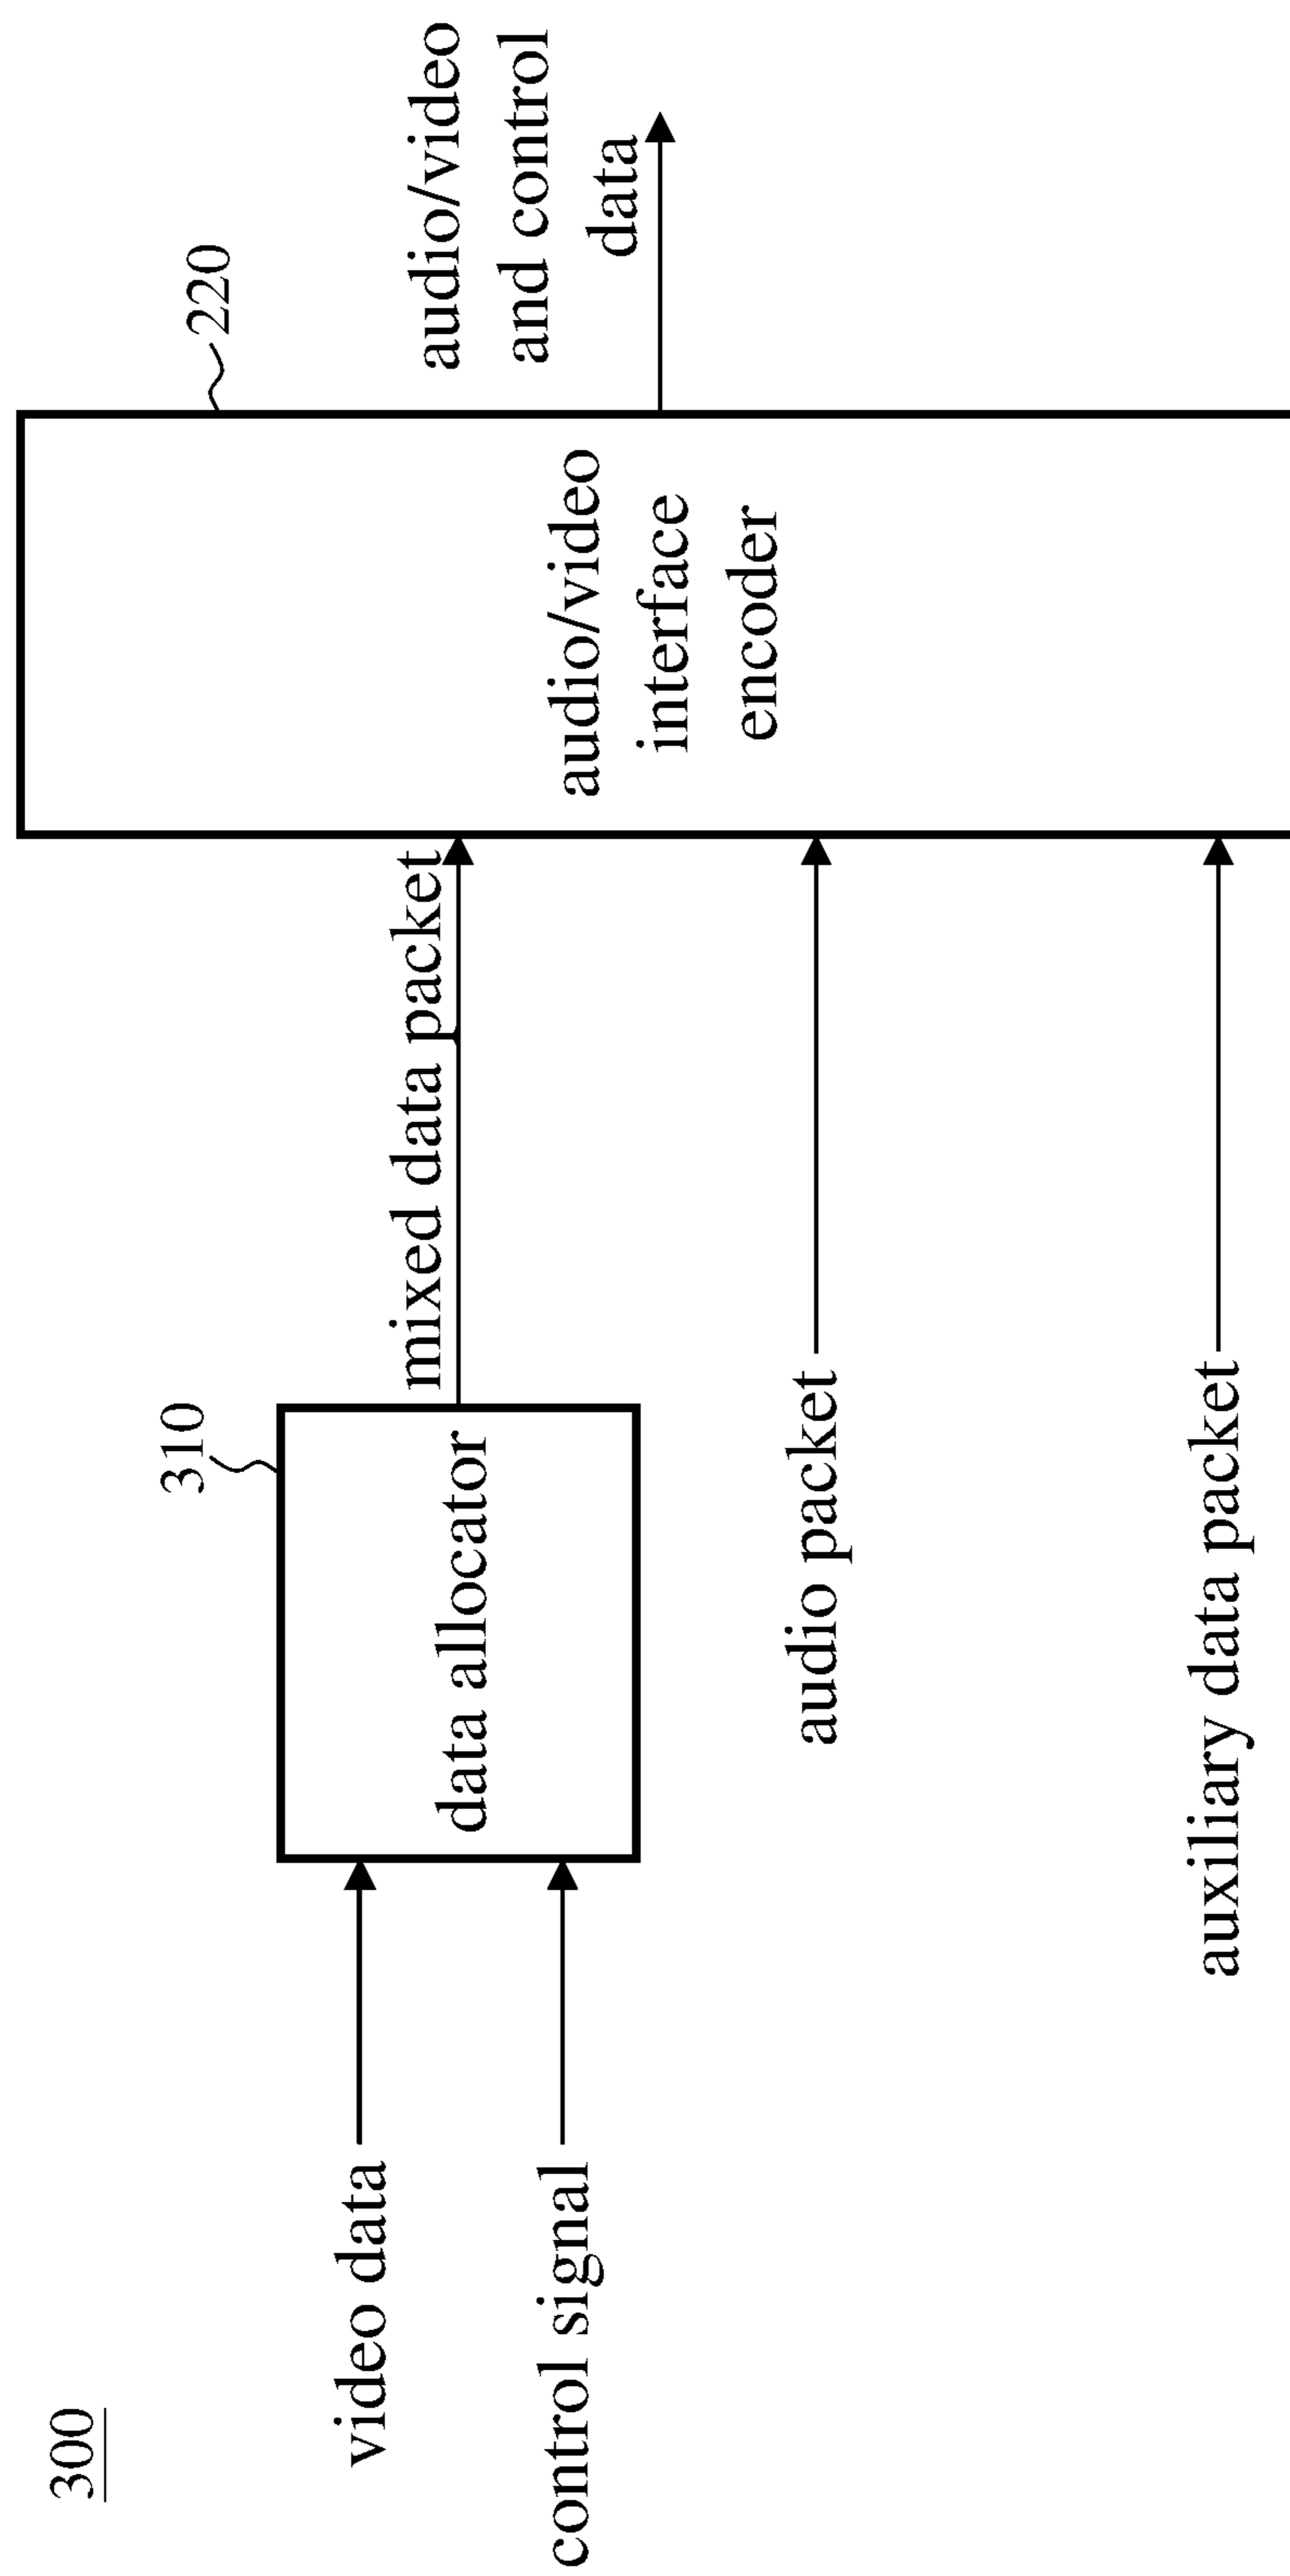 300
video data
control signal
310
data allocator
mixed data packet
audio packet
auxiliary data packet
220
audio/video
interface
encoder
audio/video
and control
data